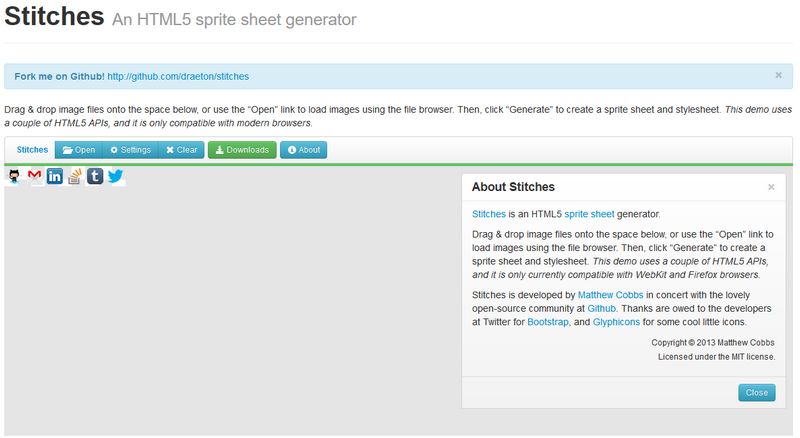 Stitches An HTML5 sprite sheet generator
Fork me on Github! http://github.com/draeton/stitches ×
Drag & drop image files onto the space below, or use the “Open” link to load images using the file browser. Then, click “Generate” to create a sprite sheet and stylesheet. This demo uses
a couple of HTML5 APIs, and it is only compatible with modern browsers.
Stitches Open Settings Clear Downloads About
in t
About Stitches ×
Stitches is an HTML5 sprite sheet generator.
Drag & drop image files onto the space below, or use the “Open” link to
load images using the file browser. Then, click “Generate” to create a
sprite sheet and stylesheet. This demo uses a couple of HTML5 APIs,
and it is only currently compatible with WebKit and Firefox browsers.
Stitches is developed by Matthew Cobbs in concert with the lovely
open-source community at Github. Thanks are owed to the developers
at Twitter for Bootstrap, and Glyphicons for some cool little icons.
Copyright © 2013 Matthew Cobbs
Licensed under the MIT license.
Close